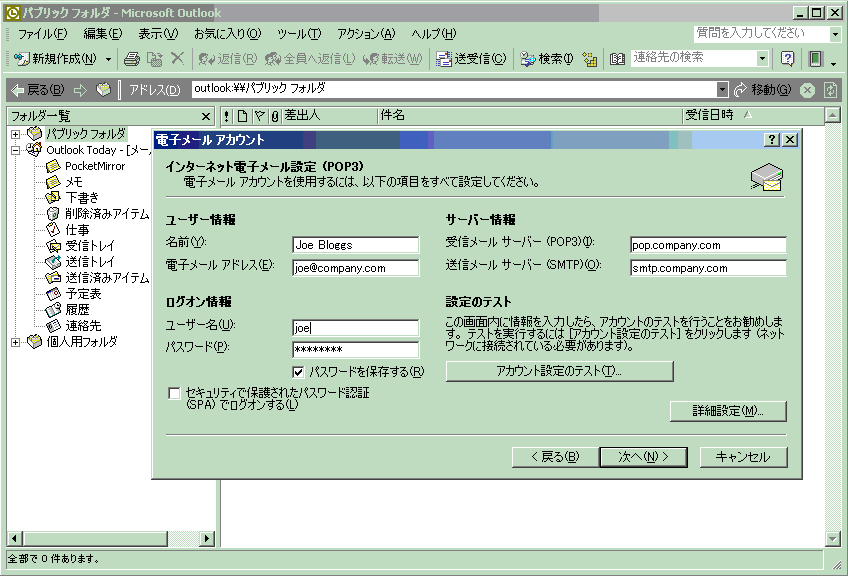 パブリック フォルダ - Microsoft Outlook
ファイル(F) 編集(E) 表示(V) お気に入り(O) ツール(T) アクション(A) ヘルプ(H) 質問を入力してください
新規作成(N) 返信(R) 全員へ返信(L) 転送(W) 送受信(C) 検索(I) 連絡先の検索
戻る(B) アドレス(D) outlook:¥¥パブリック フォルダ 移動(G)
フォルダ一覧 差出人 件名 受信日時
パブリック フォルダ
Outlook Today - [メー
PocketMirror
メモ
下書き
削除済みアイテム
仕事
受信トレイ
送信トレイ
送信済みアイテム
予定表
履歴
連絡先
個人用フォルダ
電子メール アカウント
インターネット電子メール設定 (POP3)
電子メール アカウントを使用するには、以下の項目をすべて設定してください。
ユーザー情報
名前(Y): Joe Bloggs
電子メール アドレス(E): joe@company.com
サーバー情報
受信メール サーバー (POP3)(I): pop.company.com
送信メール サーバー (SMTP)(O): smtp.company.com
ログオン情報
ユーザー名(U): joe
パスワード(P): ********
パスワードを保存する(R)
セキュリティで保護されたパスワード認証
(SPA) でログオンする(L)
設定のテスト
この画面内に情報を入力したら、アカウントのテストを行うことをお勧めしま
す。テストを実行するには [アカウント設定のテスト] をクリックします (ネット
ワークに接続されている必要があります)。
アカウント設定のテスト(T)...
詳細設定(M)...
< 戻る(B) 次へ(N) > キャンセル
全部で 0 件あります。